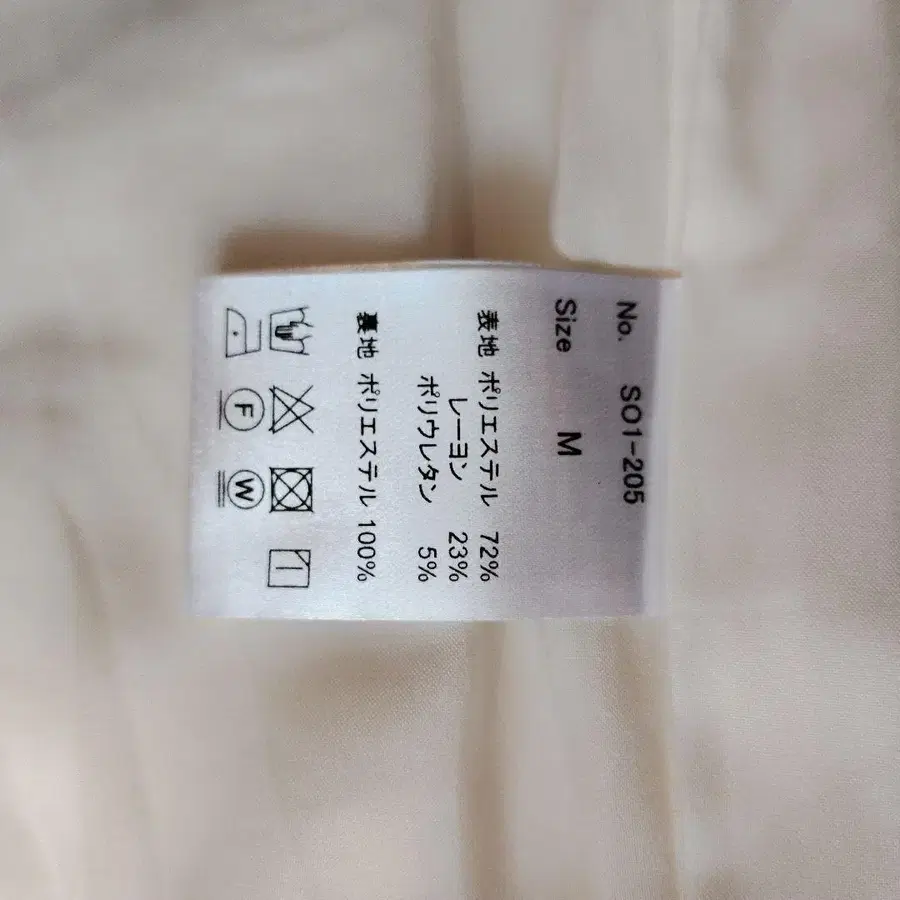 No. SO1-205
Size M
表地 ポリエステル 72%
レーヨン 23%
ポリウレタン 5%
裏地 ポリエステル 100%
F W